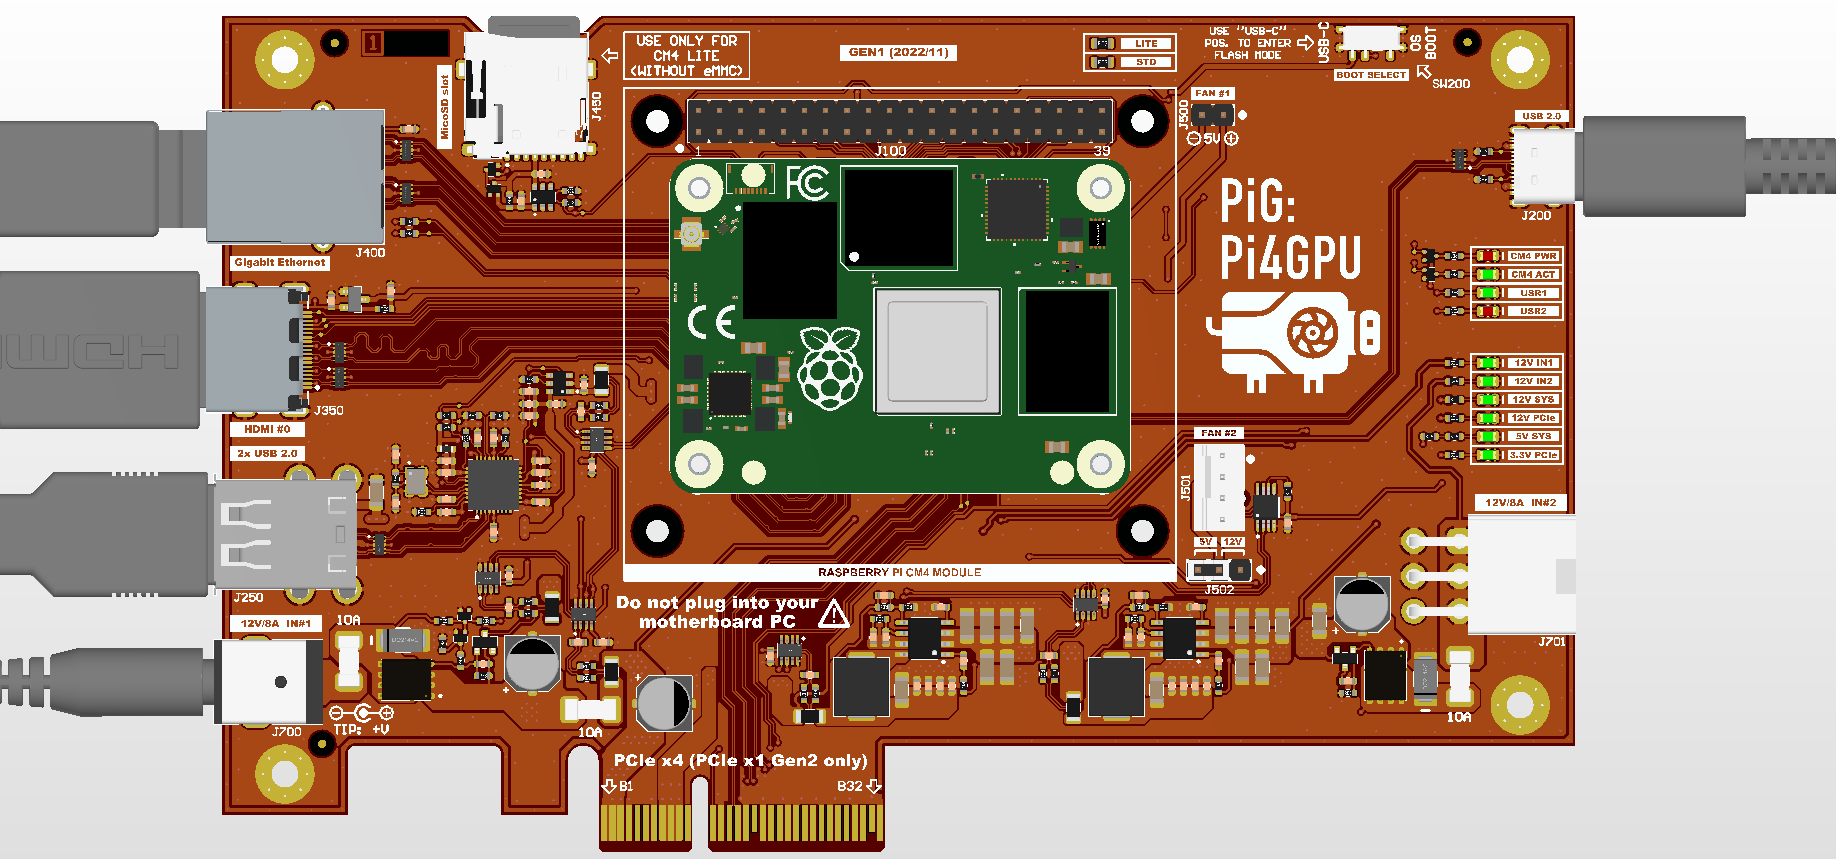 1
MicoSD slot
J450
USE ONLY FOR
CM4 LITE
(WITHOUT eMMC)
GEN1 (2022/11)
LITE
STD
USE "USB-C"
POS. TO ENTER
FLASH MODE
USB-C
OS
BOOT
BOOT SELECT
SW200
FAN #1
J500
5V
USB 2.0
J200
1
J100
39
FC
J400
Gigabit Ethernet
PiG:
Pi4GPU
CM4 PWR
CM4 ACT
USR1
USR2
HDMI
J350
HDMI #0
CE
12V IN1
12V IN2
12V SYS
12V PCIe
5V SYS
3.3V PCIe
2x USB 2.0
FAN #2
J501
5V
12V
J502
12V/8A IN#2
J701
J250
RASPBERRY PI CM4 MODULE
Do not plug into your
motherboard PC
12V/8A IN#1
10A
J700
TIP: +V
10A
10A
PCIe x4 (PCIe x1 Gen2 only)
B1
B32